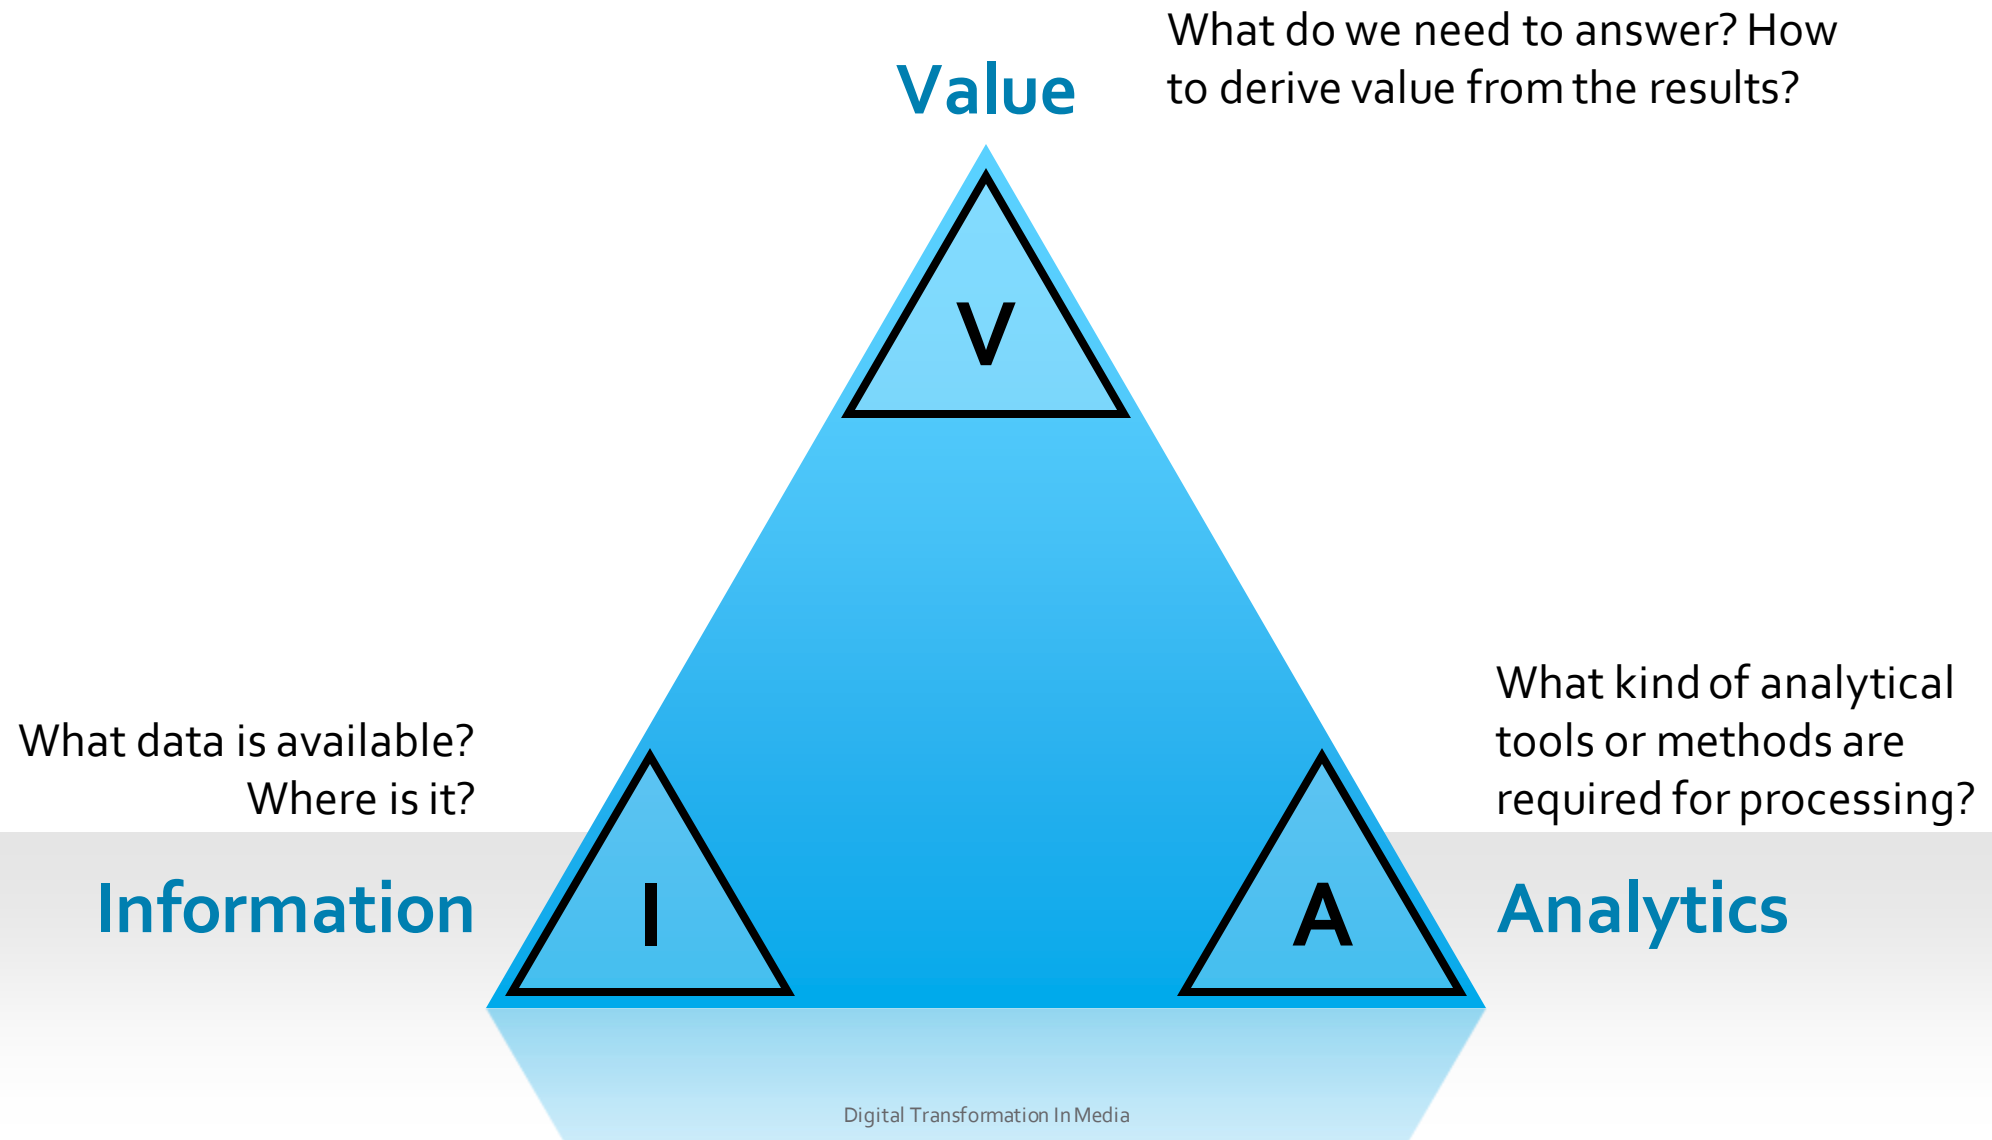 What do we need to answer? How
to derive value from the results?
Value
V
What data is available?
Where is it?
Information
I
A
What kind of analytical
tools or methods are
required for processing?
Analytics
Digital Transformation In Media